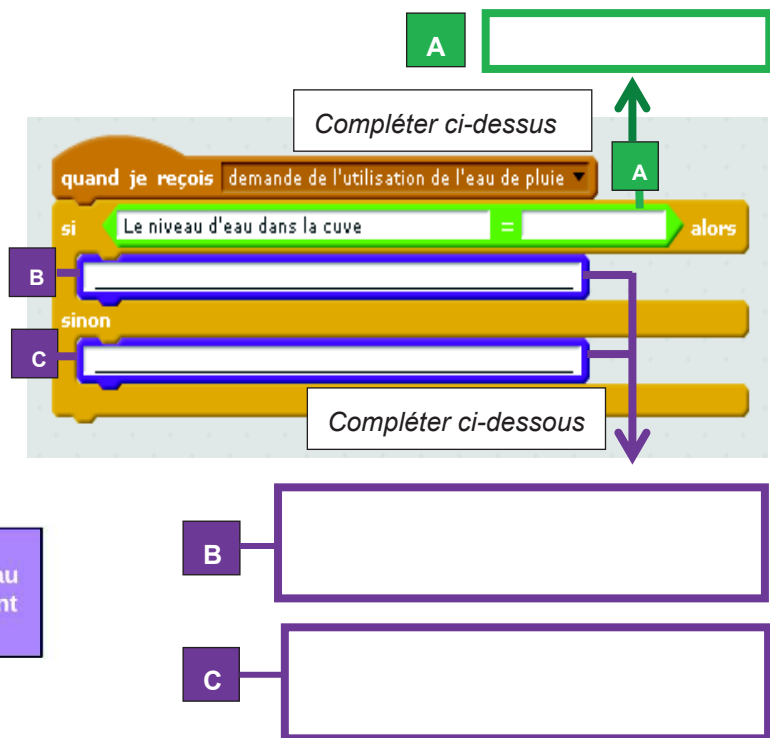 A
Compléter ci-dessus
quand je reçois demande de l'utilisation de l'eau de pluie
A
si Le niveau d'eau dans la cuve = alors
B
sinon
C
Compléter ci-dessous
B
C